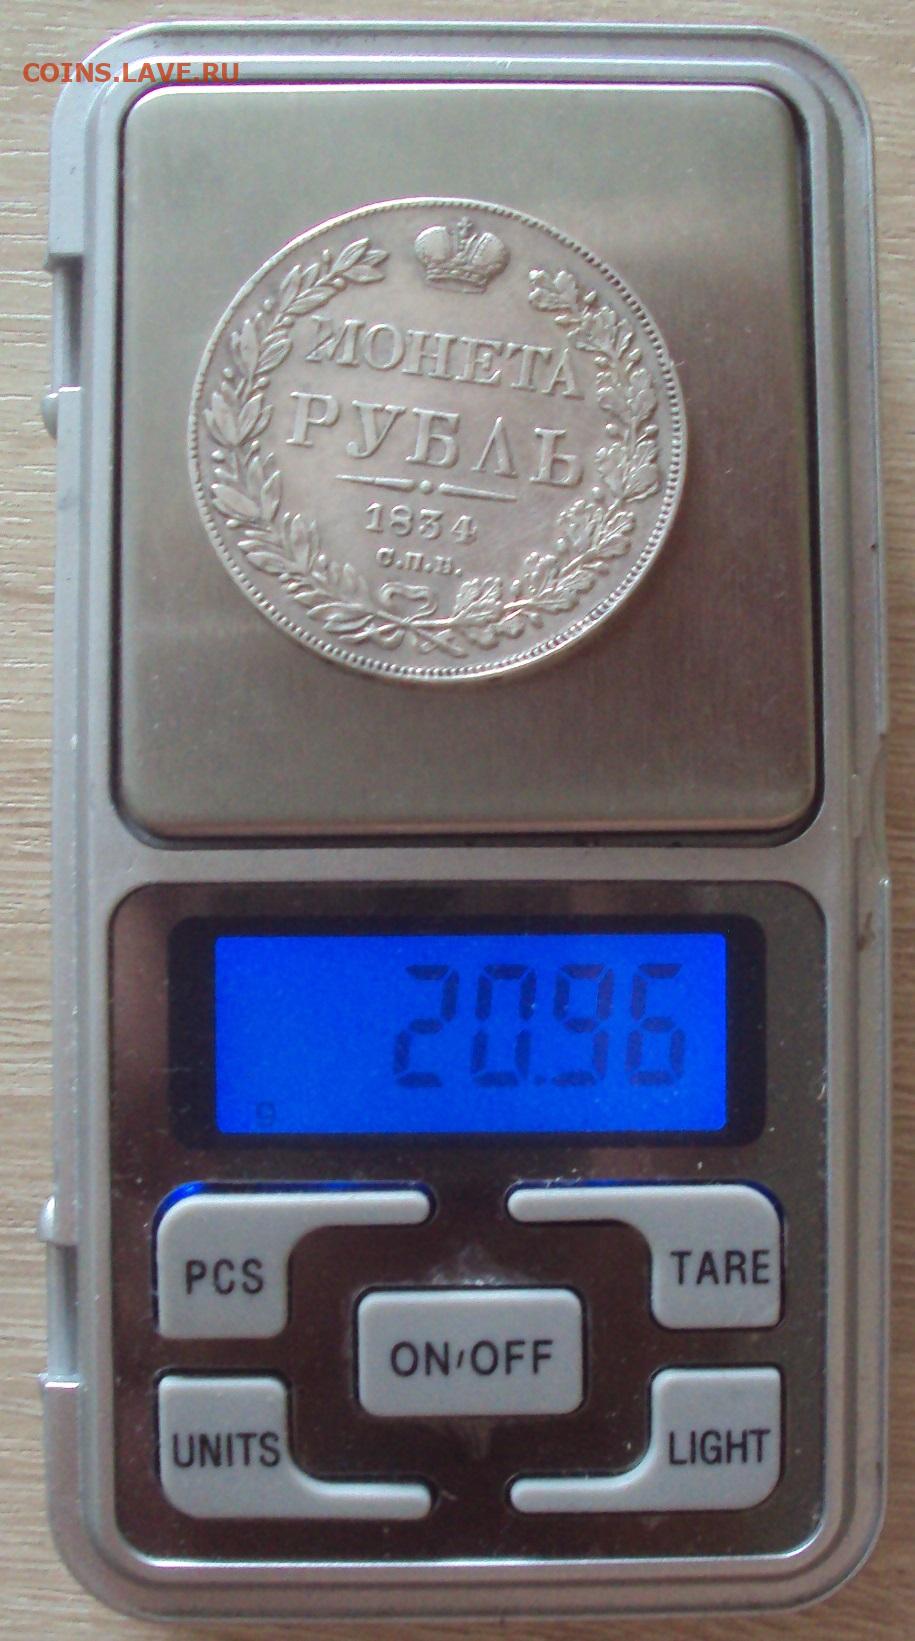 COINS.LAVE.RU
МОНЕТА
РУБЛЬ
1834
С.П.Б.
20.96
g
PCS
TARE
ON/OFF
UNITS
LIGHT